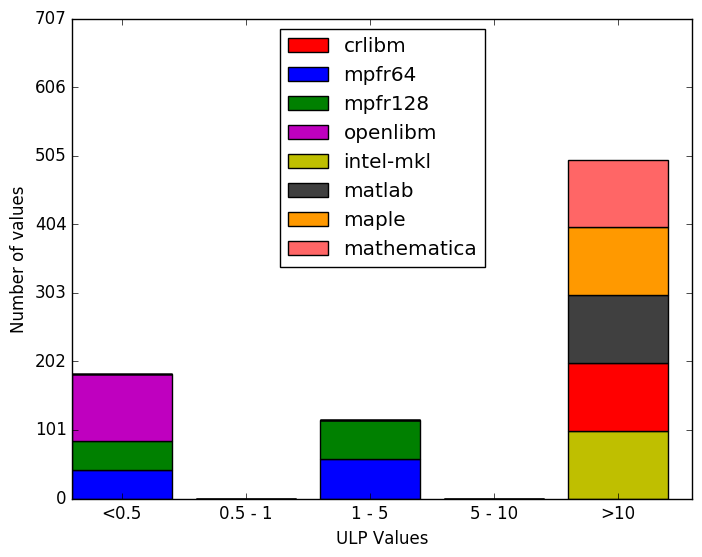 707
606
505
404
303
202
101
0
Number of values
crlibm
mpfr64
mpfr128
openlibm
intel-mkl
matlab
maple
mathematica
<0.5
0.5 - 1
1 - 5
5 - 10
>10
ULP Values